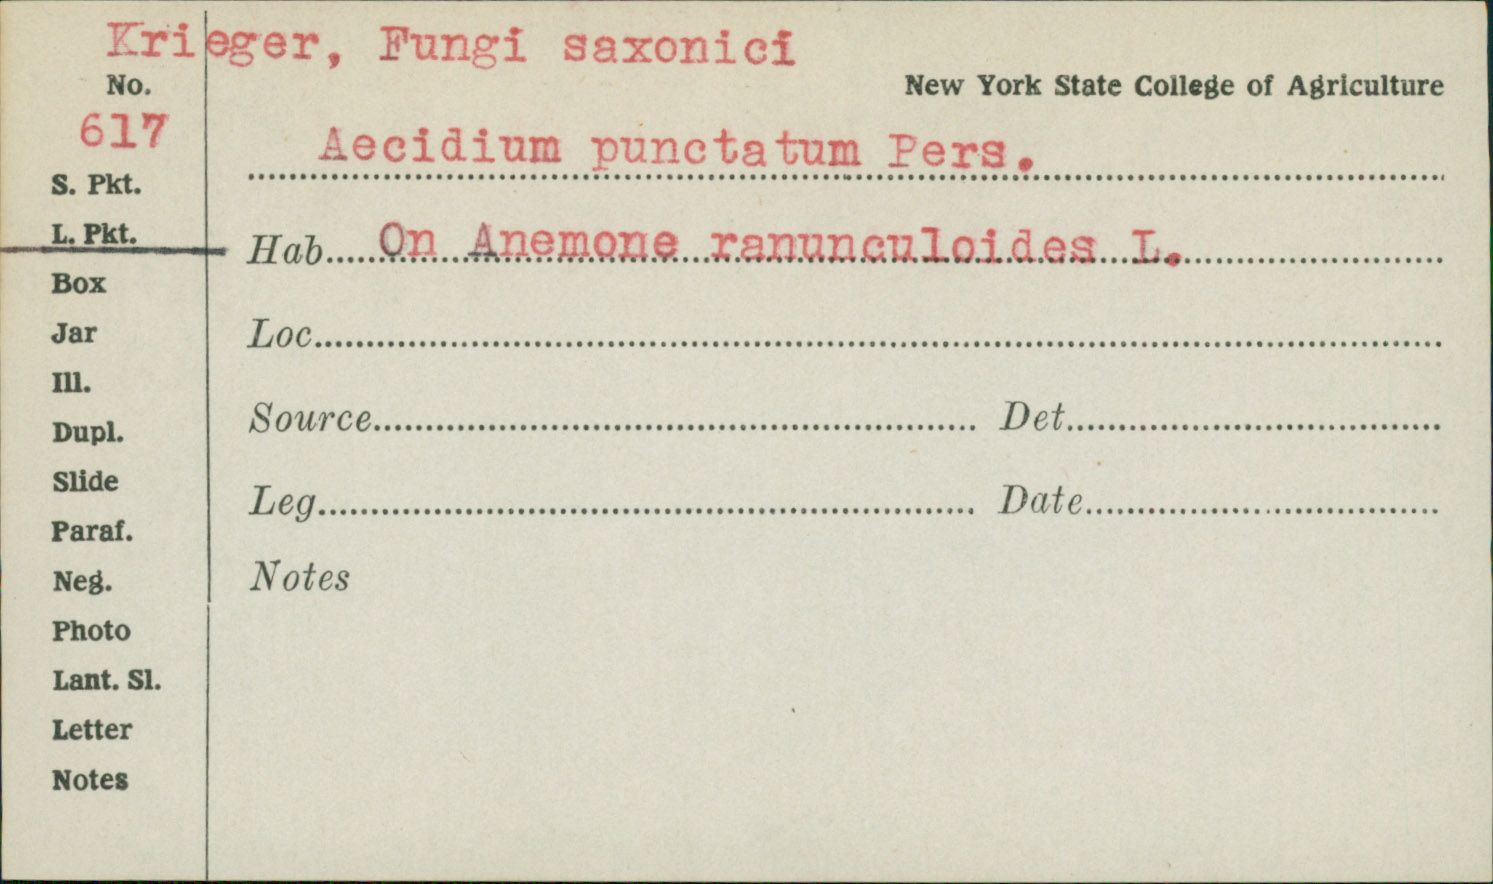 Krieger, Fungi saxonici
No.
New York State College of Agriculture
617
Aecidium punctatum Pers.
S. Pkt.
L. Pkt.
Hab. On Anemone ranunculoides L.
Box
Jar
Loc.
Ill.
Dupl.
Source Det.
Slide
Leg. Date
Paraf.
Neg.
Notes
Photo
Lant. Sl.
Letter
Notes